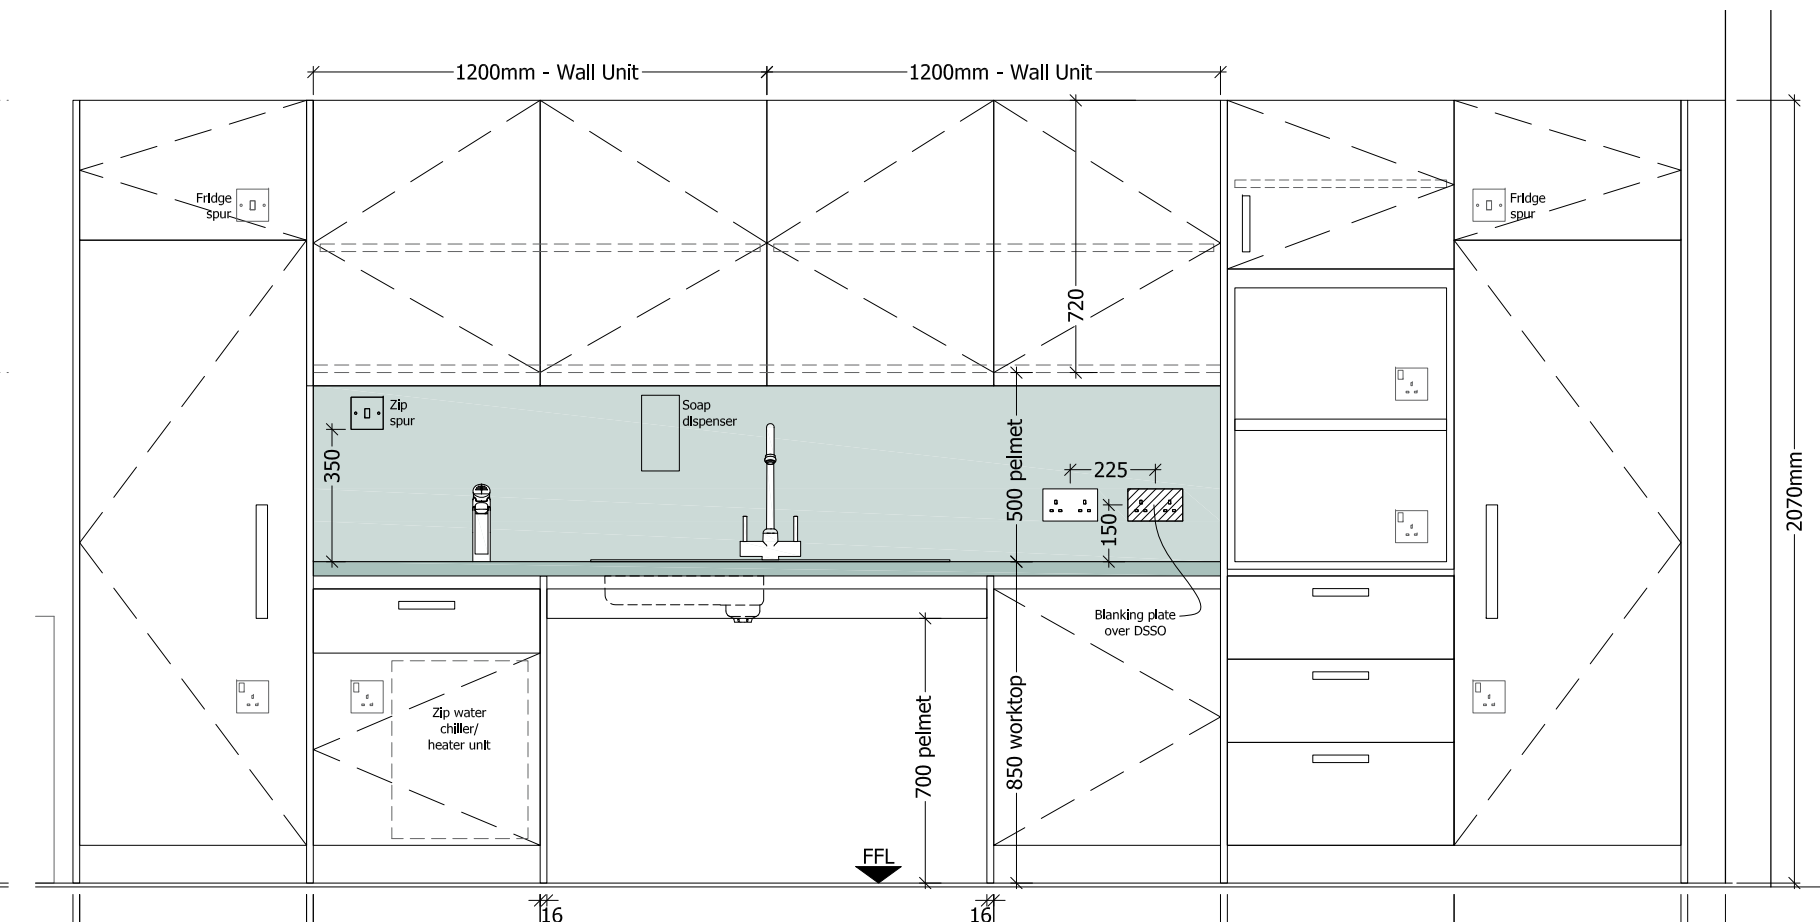 1200mm - Wall Unit
1200mm - Wall Unit
Fridge
spur
Fridge
spur
720
Zip
spur
Soap
dispenser
350
500 pelmet
225
150
2070mm
Blanking plate
over DSSO
Zip water
chiller/
heater unit
700 pelmet
850 worktop
FFL
16
16